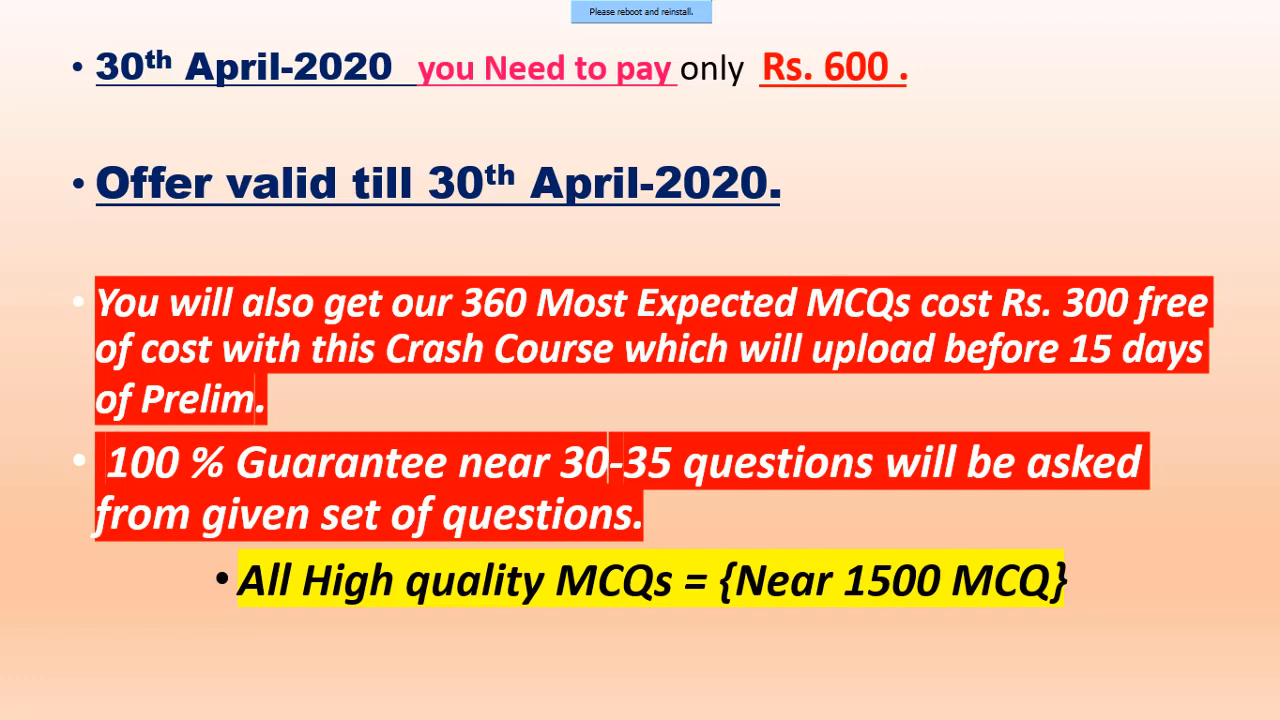 Please reboot and reinstall.
• 30th April-2020 you Need to pay only Rs. 600 .
• Offer valid till 30th April-2020.
• You will also get our 360 Most Expected MCQs cost Rs. 300 free
of cost with this Crash Course which will upload before 15 days
of Prelim.
• 100 % Guarantee near 30-35 questions will be asked
from given set of questions.
• All High quality MCQs = {Near 1500 MCQ}